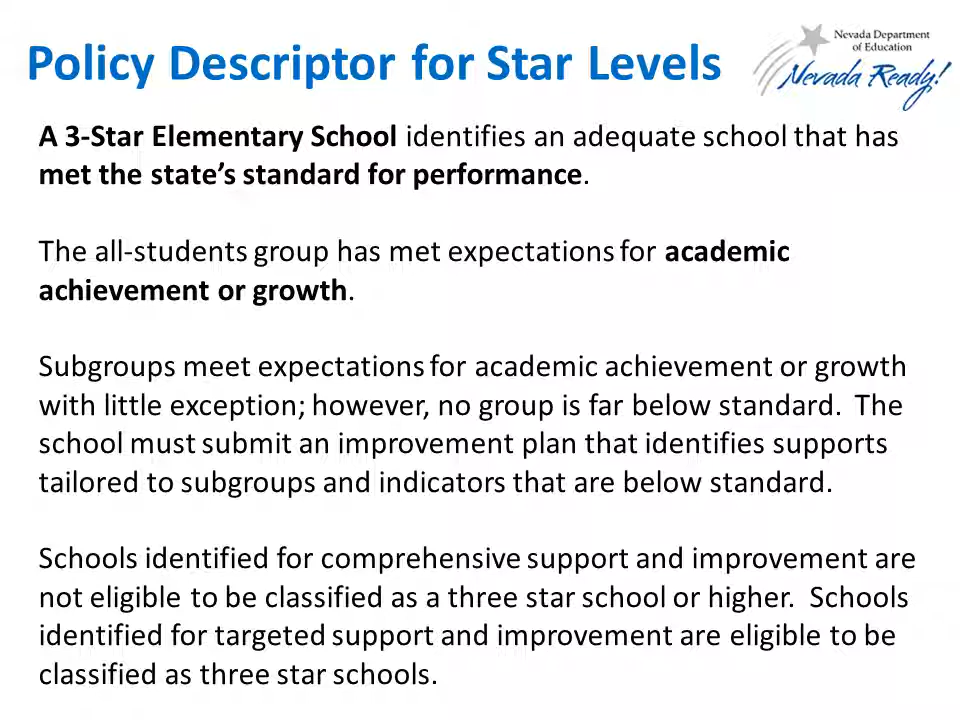 Policy Descriptor for Star Levels
Nevada Department
of Education
Nevada Ready!
A 3-Star Elementary School identifies an adequate school that has
met the state’s standard for performance.
The all-students group has met expectations for academic
achievement or growth.
Subgroups meet expectations for academic achievement or growth
with little exception; however, no group is far below standard.  The
school must submit an improvement plan that identifies supports
tailored to subgroups and indicators that are below standard.
Schools identified for comprehensive support and improvement are
not eligible to be classified as a three star school or higher.  Schools
identified for targeted support and improvement are eligible to be
classified as three star schools.